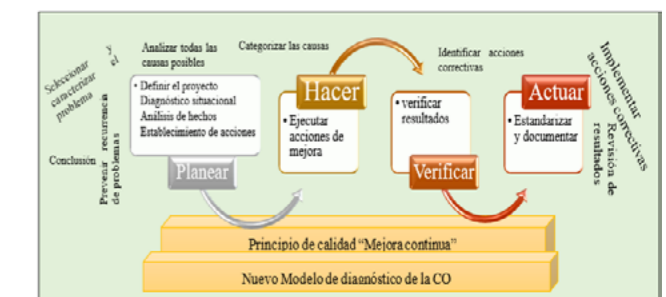 Seleccionar y
caracterizar el
problema
Analizar todas las
causas posibles
Categorizar las causas
Identificar acciones
correctivas
Implementar
acciones correctivas
Revisión de
resultados
Conclusión
Prevenir recurrencia
de problemas
• Definir el proyecto
Diagnóstico situacional
Análisis de hechos
Establecimiento de acciones
Planear
Hacer
• Ejecutar
acciones de
mejora
• verificar
resultados
Verificar
Actuar
• Estandarizar
y documentar
Principio de calidad “Mejora continua”
Nuevo Modelo de diagnóstico de la CO